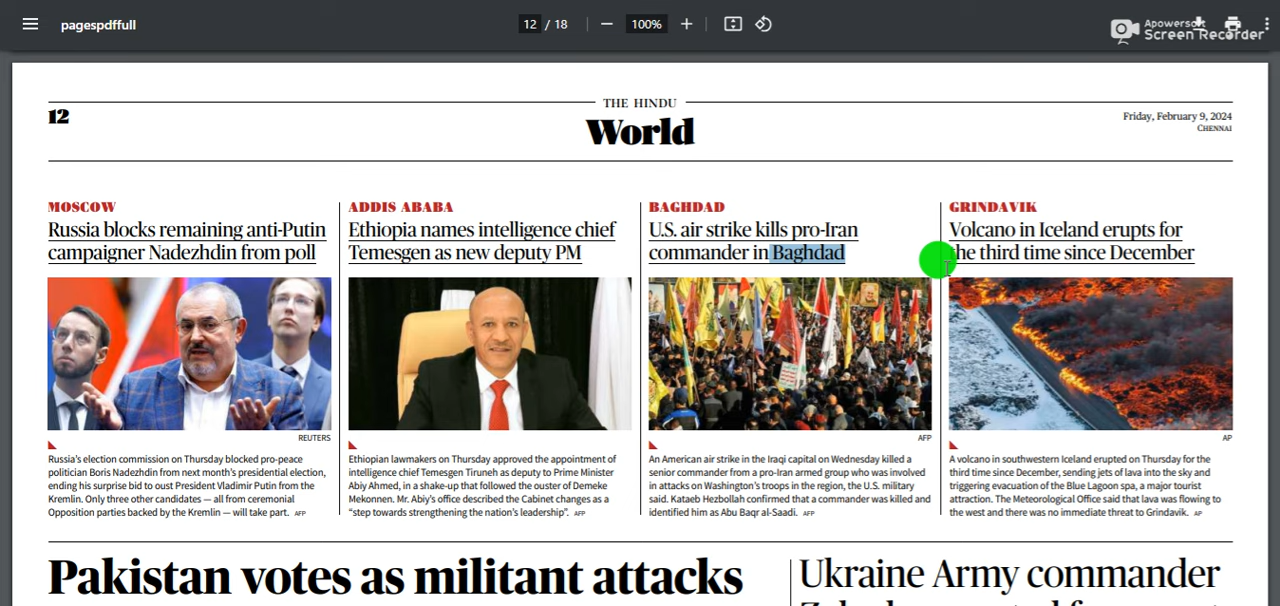 pagespdffull
12 / 18
100%
Apowersoft
Screen Recorder
THE HINDU
12
World
Friday, February 9, 2024
CHENNAI
MOSCOW
Russia blocks remaining anti-Putin
campaigner Nadezhdin from poll
REUTERS
Russia's election commission on Thursday blocked pro-peace
politician Boris Nadezhdin from next month's presidential election,
ending his surprise bid to oust President Vladimir Putin from the
Kremlin. Only three other candidates — all from ceremonial
Opposition parties backed by the Kremlin — will take part. AFP
ADDIS ABABA
Ethiopia names intelligence chief
Temesgen as new deputy PM
Ethiopian lawmakers on Thursday approved the appointment of
intelligence chief Temesgen Tiruneh as deputy to Prime Minister
Abiy Ahmed, in a shake-up that followed the ouster of Demeke
Mekonnen. Mr. Abiy's office described the Cabinet changes as a
“step towards strengthening the nation's leadership”. AFP
BAGHDAD
U.S. air strike kills pro-Iran
commander in Baghdad
AFP
An American air strike in the Iraqi capital on Wednesday killed a
senior commander from a pro-Iran armed group who was involved
in attacks on Washington's troops in the region, the U.S. military
said. Kataeb Hezbollah confirmed that a commander was killed and
identified him as Abu Baqr al-Saadi. AFP
GRINDAVIK
Volcano in Iceland erupts for
the third time since December
AP
A volcano in southwestern Iceland erupted on Thursday for the
third time since December, sending jets of lava into the sky and
triggering evacuation of the Blue Lagoon spa, a major tourist
attraction. The Meteorological Office said that lava was flowing to
the west and there was no immediate threat to Grindavik. AP
Pakistan votes as militant attacks
Ukraine Army commander